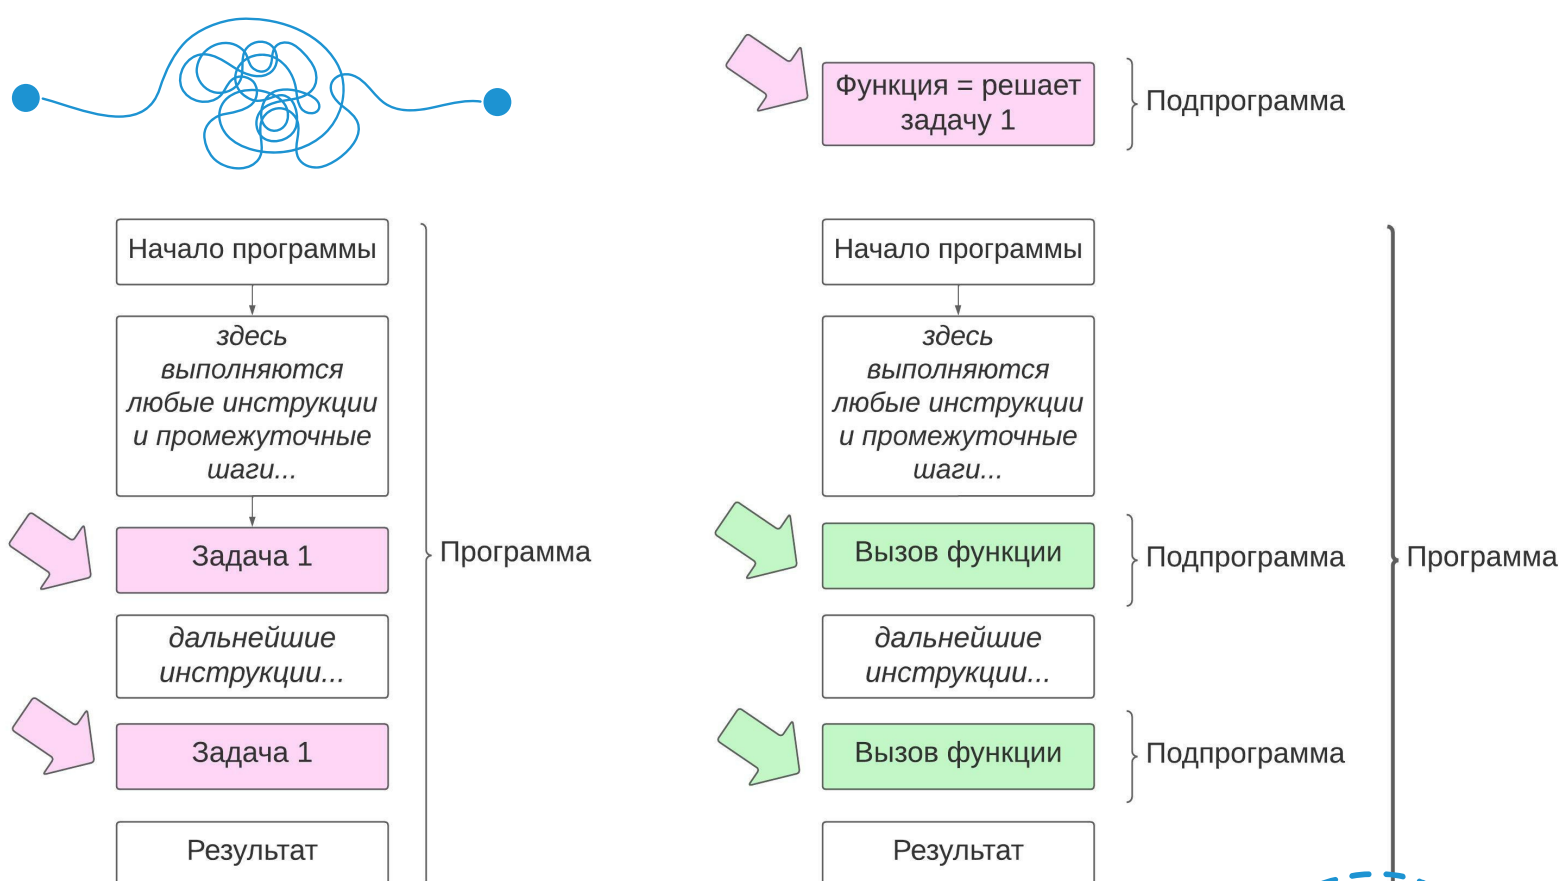 Функция = решает
задачу 1
Подпрограмма
Начало программы
здесь
выполняются
любые инструкции
и промежуточные
шаги...
Задача 1
дальнейшие
инструкции...
Задача 1
Результат
Программа
Начало программы
здесь
выполняются
любые инструкции
и промежуточные
шаги...
Вызов функции
Подпрограмма
дальнейшие
инструкции...
Вызов функции
Подпрограмма
Результат
Программа